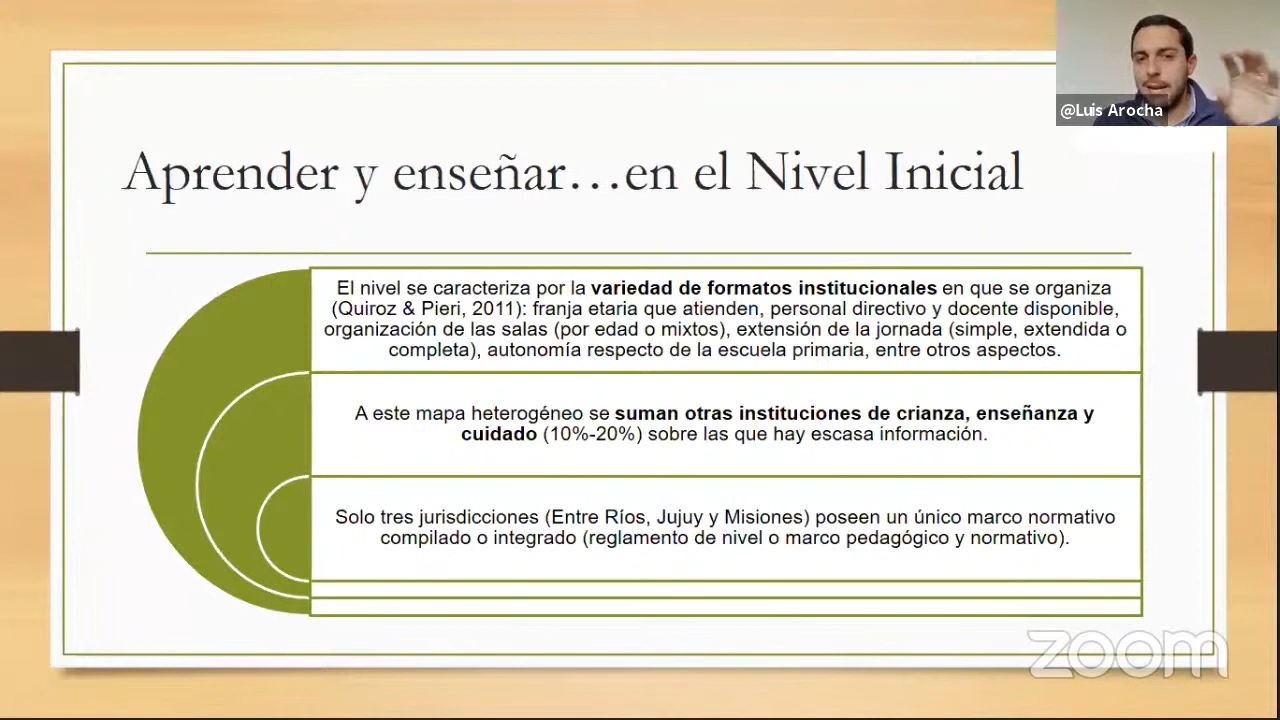 @Luis Arocha
Aprender y enseñar…en el Nivel Inicial
El nivel se caracteriza por la variedad de formatos institucionales en que se organiza
(Quiroz & Pieri, 2011): franja etaria que atienden, personal directivo y docente disponible,
organización de las salas (por edad o mixtos), extensión de la jornada (simple, extendida o
completa), autonomía respecto de la escuela primaria, entre otros aspectos.
A este mapa heterogéneo se suman otras instituciones de crianza, enseñanza y
cuidado (10%-20%) sobre las que hay escasa información.
Solo tres jurisdicciones (Entre Ríos, Jujuy y Misiones) poseen un único marco normativo
compilado o integrado (reglamento de nivel o marco pedagógico y normativo).
zoom